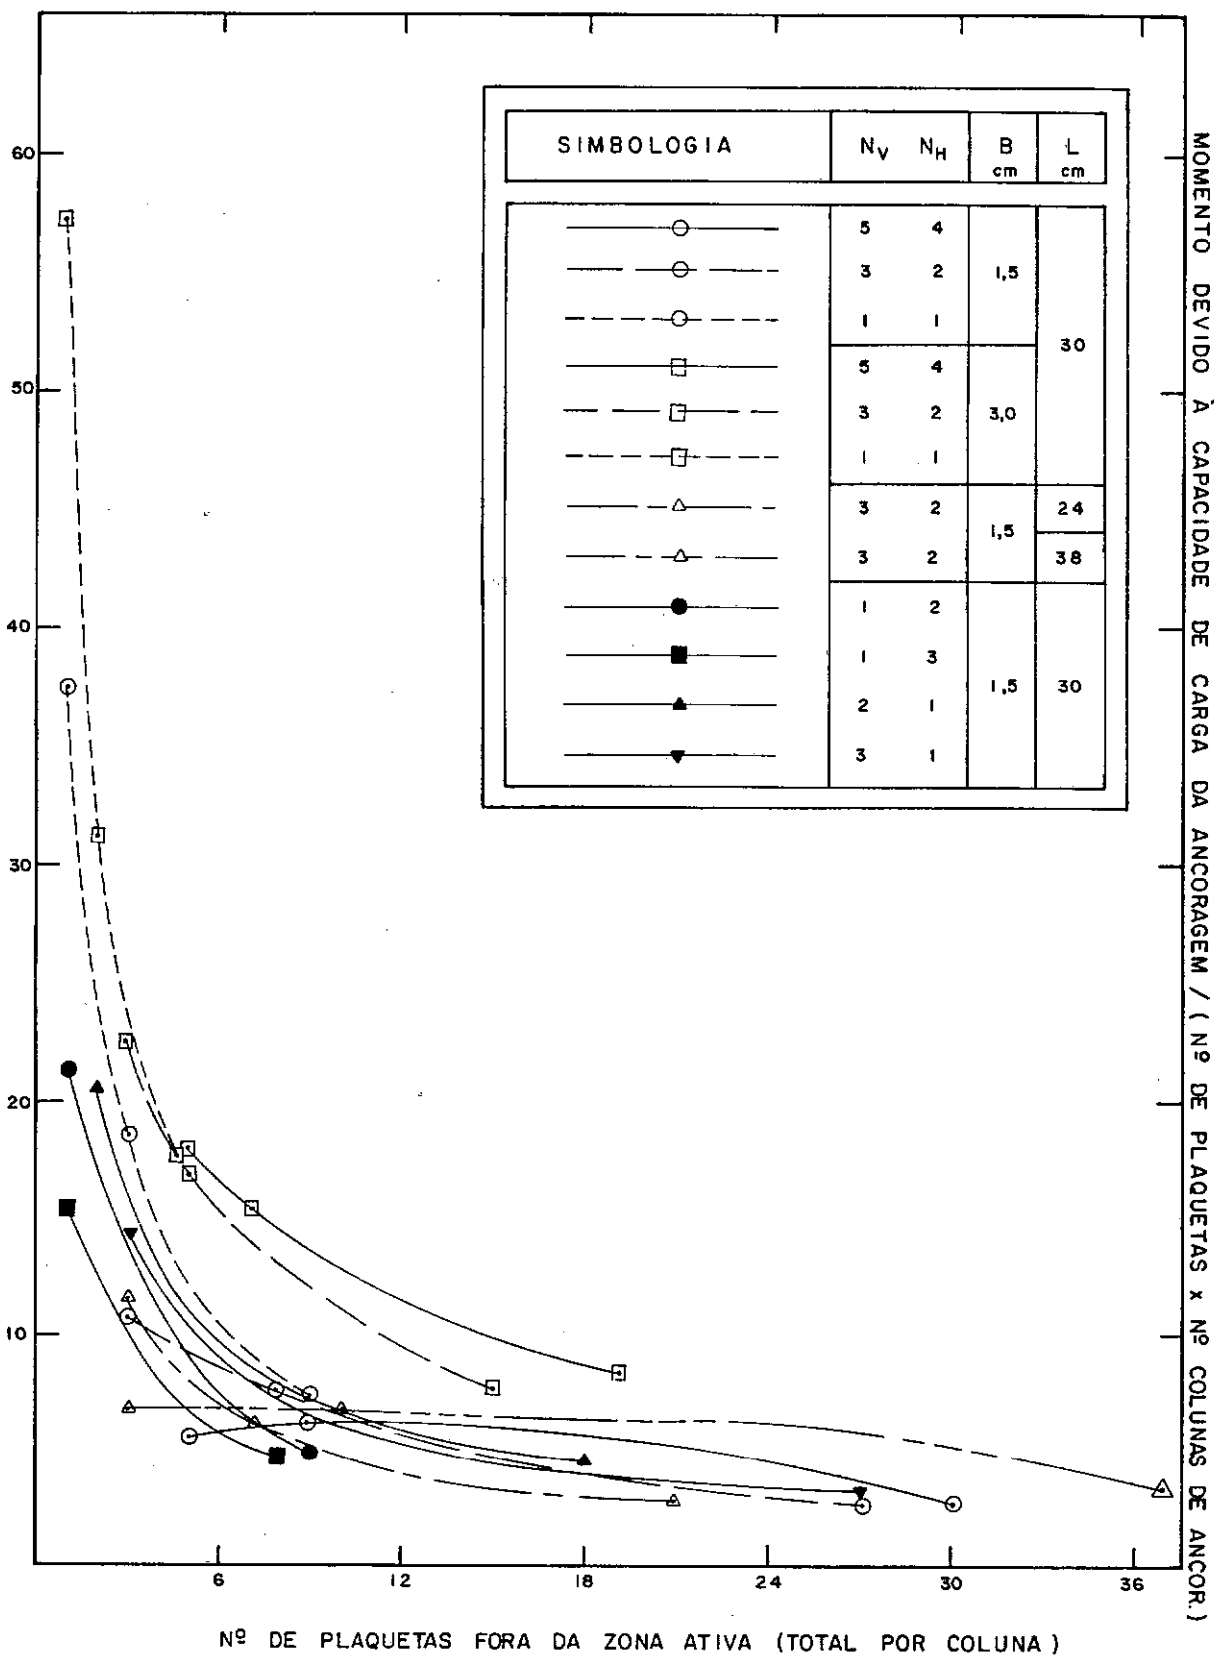 60
50
40
30
20
10
6 12 18 24 30 36
Nº DE PLAQUETAS FORA DA ZONA ATIVA (TOTAL POR COLUNA)
MOMENTO DEVIDO À CAPACIDADE DE CARGA DA ANCORAGEM / (Nº DE PLAQUETAS x Nº COLUNAS DE ANCOR.)
SIMBOLOGIA NV NH B cm L cm
5 4
3 2 1,5
1 1
30
5 4
3 2 3,0
1 1
3 2 24
1,5
3 2 38
1 2
1 3
1,5 30
2 1
3 1